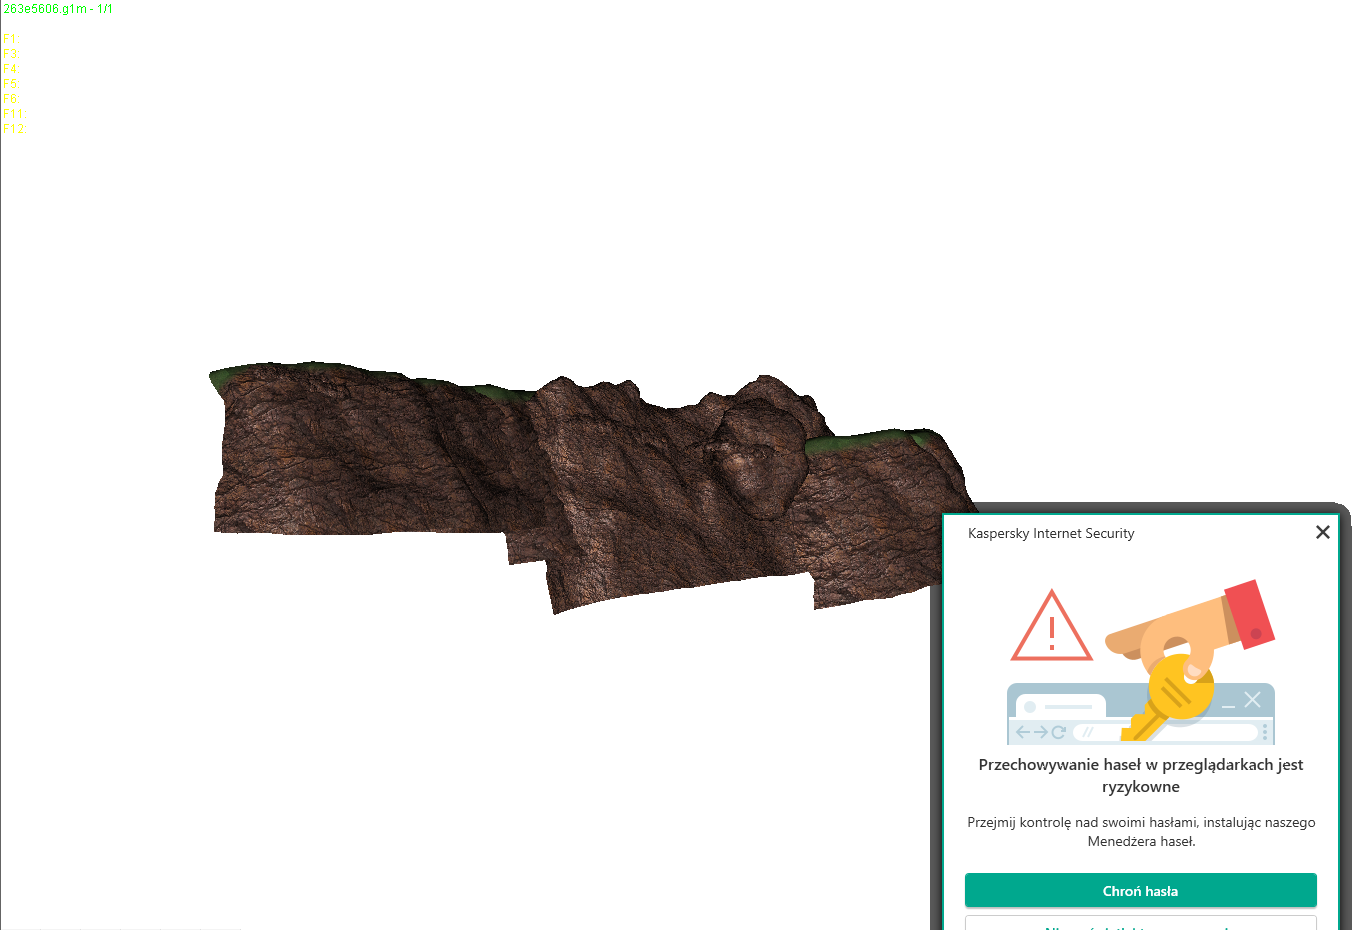 263e5606.g1m - 1/1
F1:
F3:
F4:
F5:
F6:
F11:
F12:
Kaspersky Internet Security
Przechowywanie haseł w przeglądarkach jest
ryzykowne
Przejmij kontrolę nad swoimi hasłami, instalując naszego
Menedżera haseł.
Chroń hasła